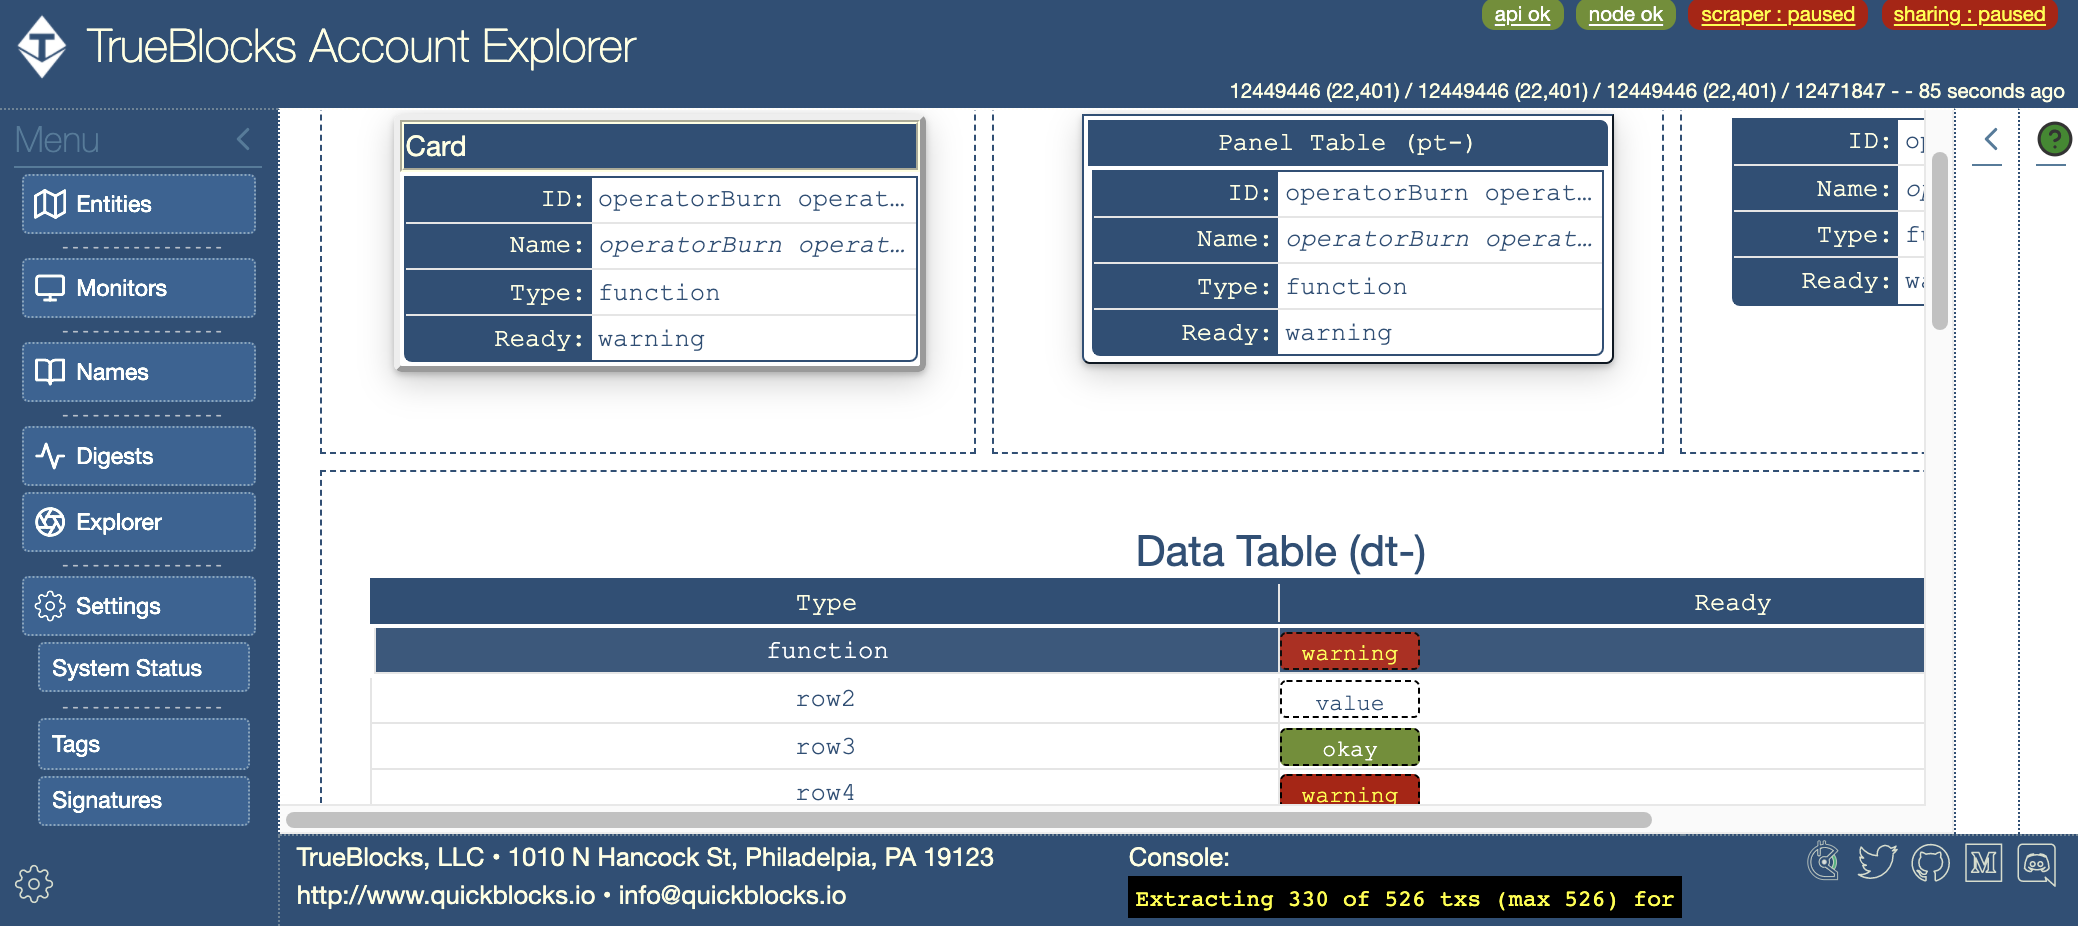 TrueBlocks Account Explorer
api ok
node ok
scraper : paused
sharing : paused
12449446 (22,401) / 12449446 (22,401) / 12449446 (22,401) / 12471847 - - 85 seconds ago
Menu
Entities
Monitors
Names
Digests
Explorer
Settings
System Status
Tags
Signatures
Card
ID: operatorBurn operat…
Name: operatorBurn operat…
Type: function
Ready: warning
Panel Table (pt-)
ID: operatorBurn operat…
Name: operatorBurn operat…
Type: function
Ready: warning
ID:
Name:
Type:
Ready:
?
Data Table (dt-)
Type Ready
function warning
row2 value
row3 okay
row4 warning
TrueBlocks, LLC • 1010 N Hancock St, Philadelpia, PA 19123
http://www.quickblocks.io • info@quickblocks.io
Console:
Extracting 330 of 526 txs (max 526) for